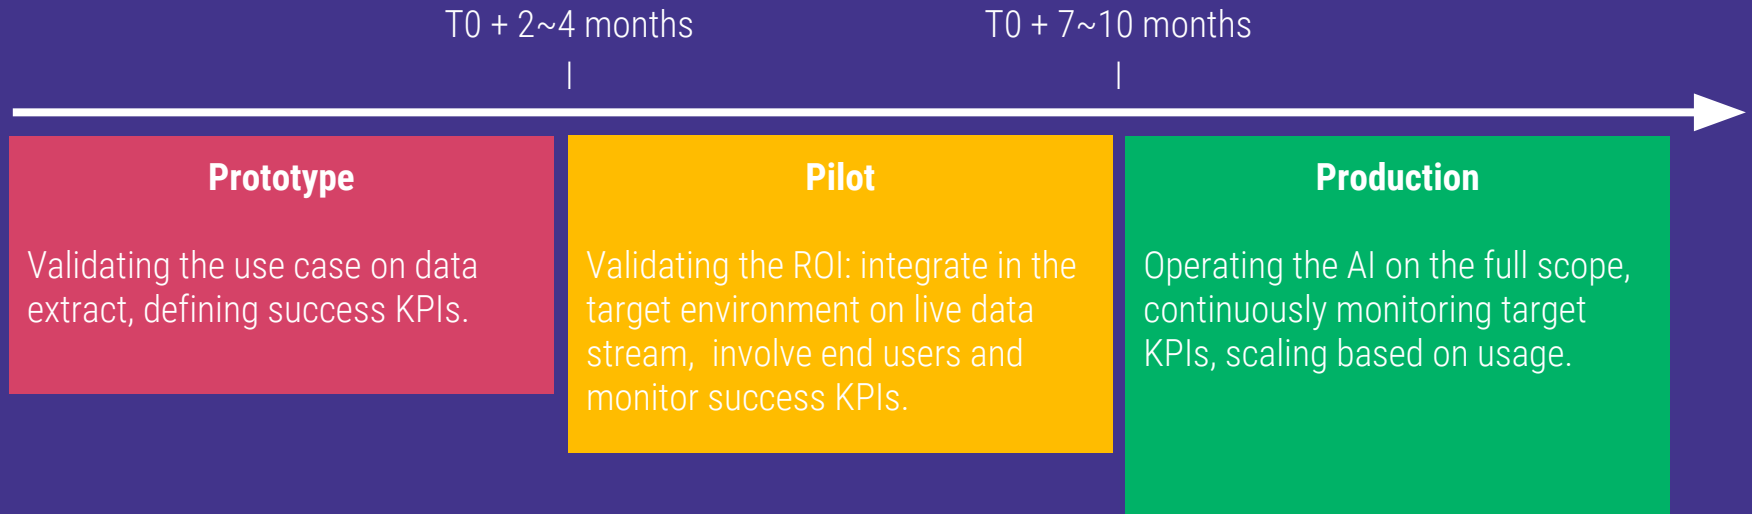 T0 + 2~4 months
T0 + 7~10 months
Prototype
Validating the use case on data
extract, defining success KPIs.
Pilot
Validating the ROI: integrate in the
target environment on live data
stream,  involve end users and
monitor success KPIs.
Production
Operating the AI on the full scope,
continuously monitoring target
KPIs, scaling based on usage.